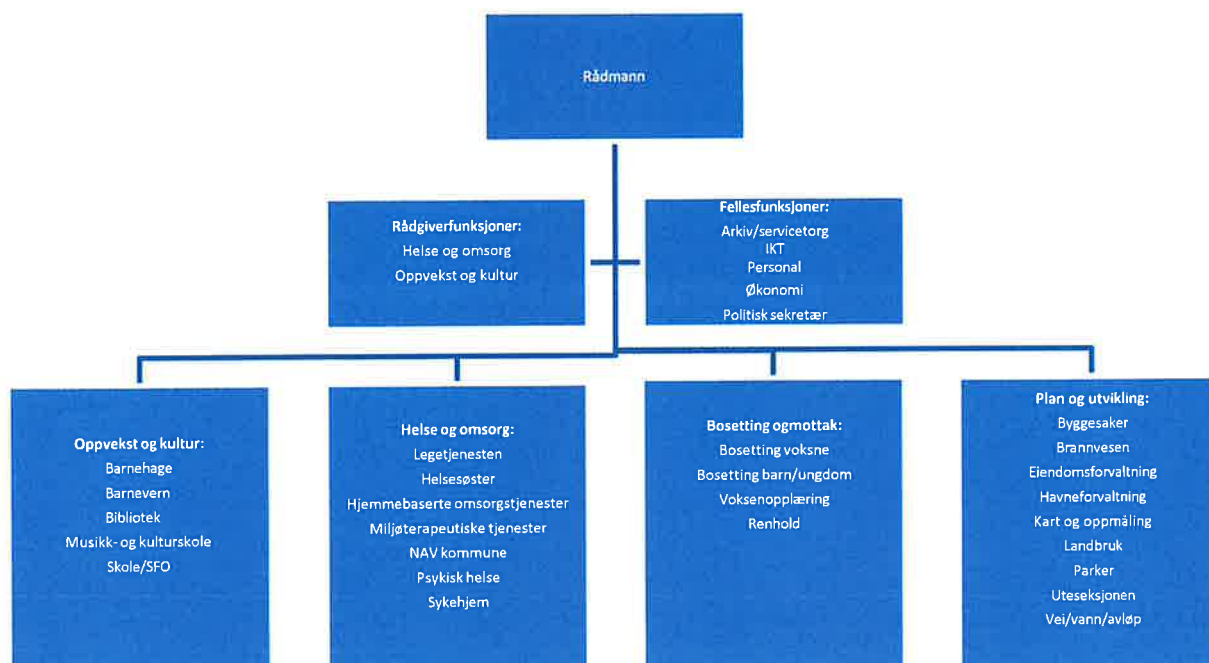 Rådmann
Rådgiverfunksjoner:
Helse og omsorg
Oppvekst og kultur
Fellesfunksjoner:
Arkiv/servicetorg
IKT
Personal
Økonomi
Politisk sekretær
Oppvekst og kultur:
Barnehage
Barnevern
Bibliotek
Musikk- og kulturskole
Skole/SFO
Helse og omsorg:
Legetjenesten
Helsesøster
Hjemmebaserte omsorgstjenester
Miljøterapeutiske tjenester
NAV kommune
Psykisk helse
Sykehjem
Bosetting ogmottak:
Bosetting voksne
Bosetting barn/ungdom
Voksenopplæring
Renhold
Plan og utvikling:
Byggesaker
Brannvesen
Eiendomsforvaltning
Havneforvaltning
Kart og oppmåling
Landbruk
Parker
Uteseksjonen
Vei/vann/avløp